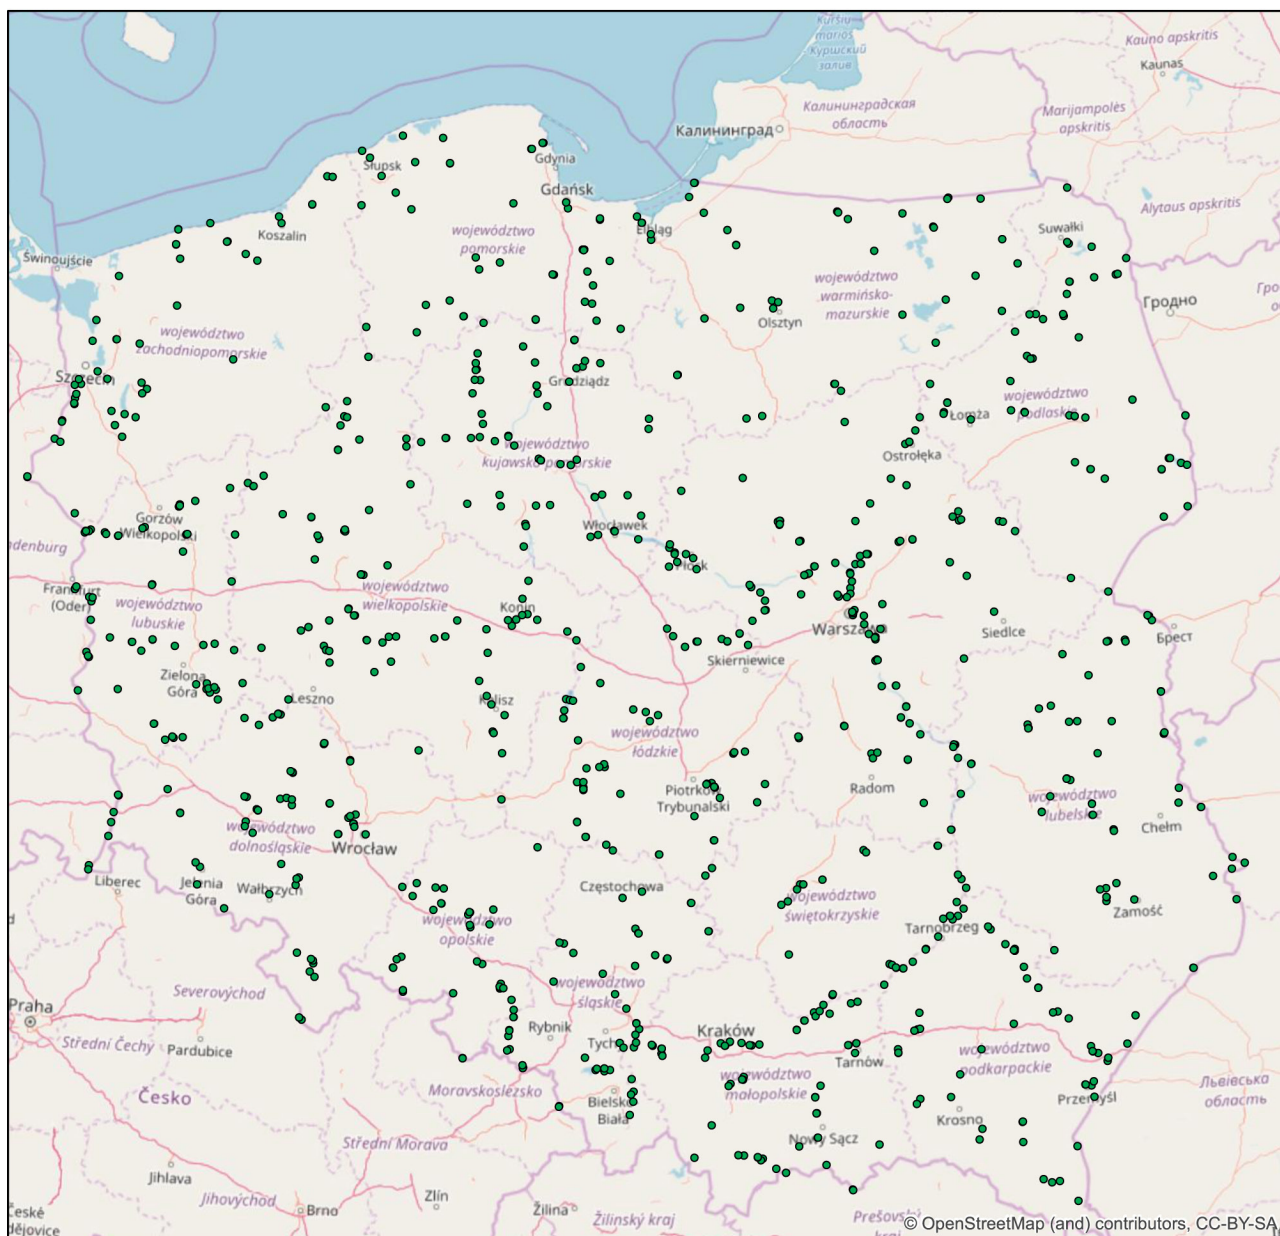 Kuršių
marios
Куршский
залив
Kauno apskritis
Kaunas
Калининградская
область
Marijampolės
apskritis
Калининград
Gdynia
Słupsk
Gdańsk
Alytaus apskritis
Suwałki
Koszalin
województwo
pomorskie
Elbląg
Świnoujście
województwo
warmińsko-
mazurskie
Гродно
Olsztyn
województwo
zachodniopomorskie
Szczecin
Grudziądz
województwo
podlaskie
Łomża
województwo
kujawsko-pomorskie
Ostrołęka
Gorzów
Wielkopolski
Włocławek
Płock
Frankfurt
(Oder)
województwo
lubuskie
województwo
wielkopolskie
Konin
Warszawa
Siedlce
Брест
Skierniewice
Zielona
Góra
Leszno
Kalisz
województwo
łódzkie
Piotrków
Trybunalski
Radom
województwo
lubelskie
województwo
dolnośląskie
Wrocław
Chełm
Liberec
Jelenia
Góra
Wałbrzych
Częstochowa
województwo
świętokrzyskie
Zamość
województwo
opolskie
Tarnobrzeg
Severovýchod
województwo
śląskie
Praha
Rybnik
Kraków
Střední Čechy
Pardubice
Tychy
Tarnów
województwo
podkarpackie
Česko
Moravskoslezsko
województwo
małopolskie
Львівська
область
Bielsko-
Biała
Przemyśl
Krosno
Střední Morava
Nowy Sącz
Jihlava
Jihovýchod
Zlín
Brno
Žilina
Žilinský kraj
Prešovský
kraj
© OpenStreetMap (and) contributors, CC-BY-SA